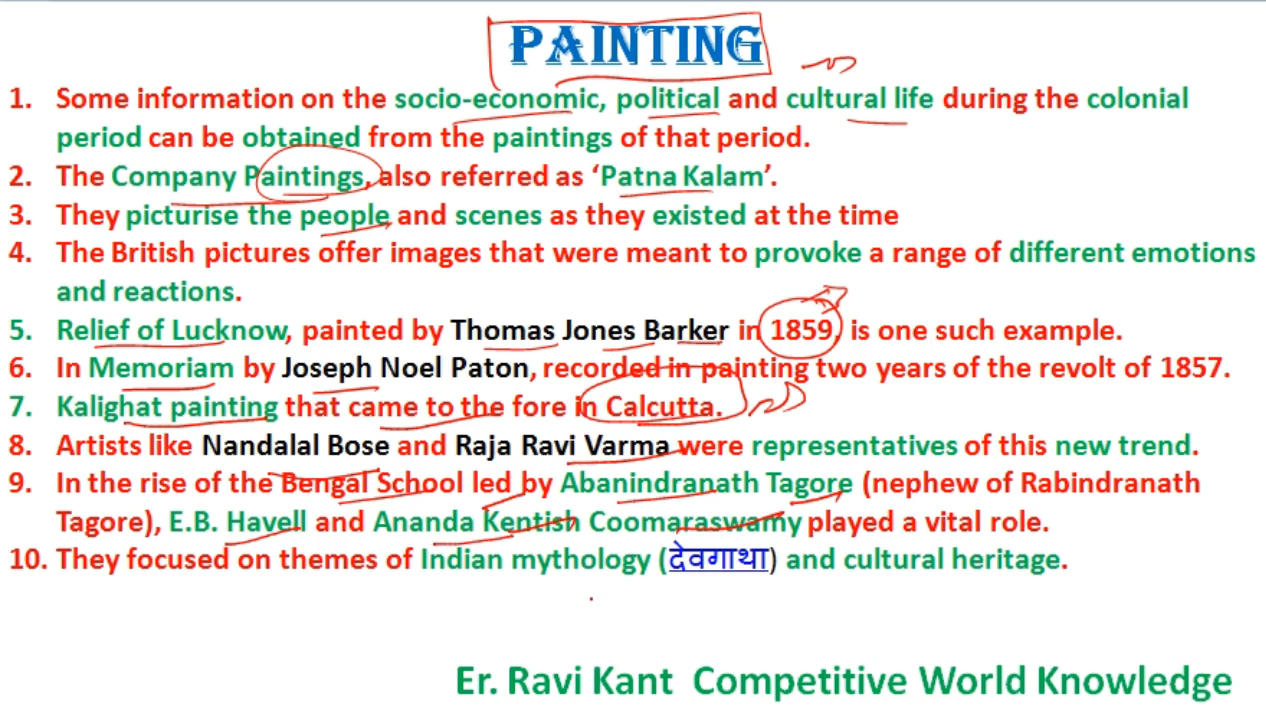 PAINTING
1. Some information on the socio-economic, political and cultural life during the colonial
period can be obtained from the paintings of that period.
2. The Company Paintings, also referred as ‘Patna Kalam’.
3. They picturise the people and scenes as they existed at the time
4. The British pictures offer images that were meant to provoke a range of different emotions
and reactions.
5. Relief of Lucknow, painted by Thomas Jones Barker in 1859, is one such example.
6. In Memoriam by Joseph Noel Paton, recorded in painting two years of the revolt of 1857.
7. Kalighat painting that came to the fore in Calcutta.
8. Artists like Nandalal Bose and Raja Ravi Varma were representatives of this new trend.
9. In the rise of the Bengal School led by Abanindranath Tagore (nephew of Rabindranath
Tagore), E.B. Havell and Ananda Kentish Coomaraswamy played a vital role.
10. They focused on themes of Indian mythology (देवगाथा) and cultural heritage.
Er. Ravi Kant Competitive World Knowledge